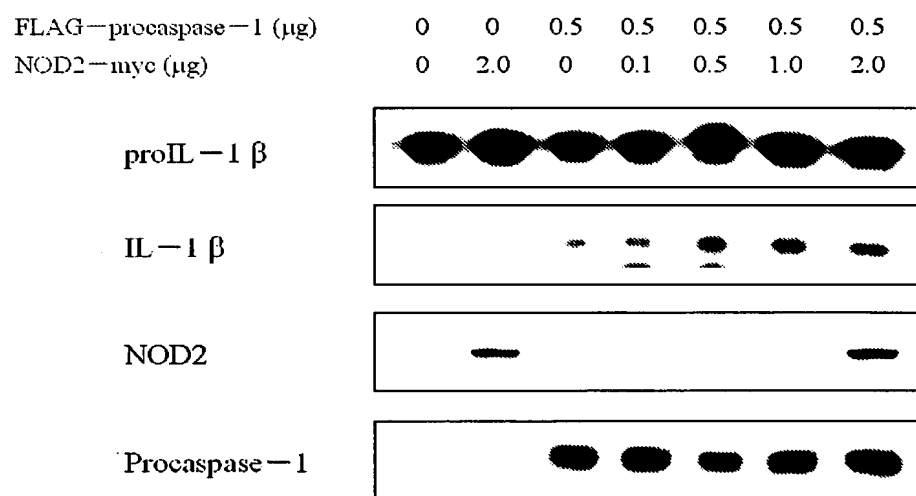 FLAG—procaspase—1 (μg) 0 0 0.5 0.5 0.5 0.5 0.5
NOD2—myc (μg) 0 2.0 0 0.1 0.5 1.0 2.0
proIL—1 β
IL—1 β
NOD2
Procaspase—1